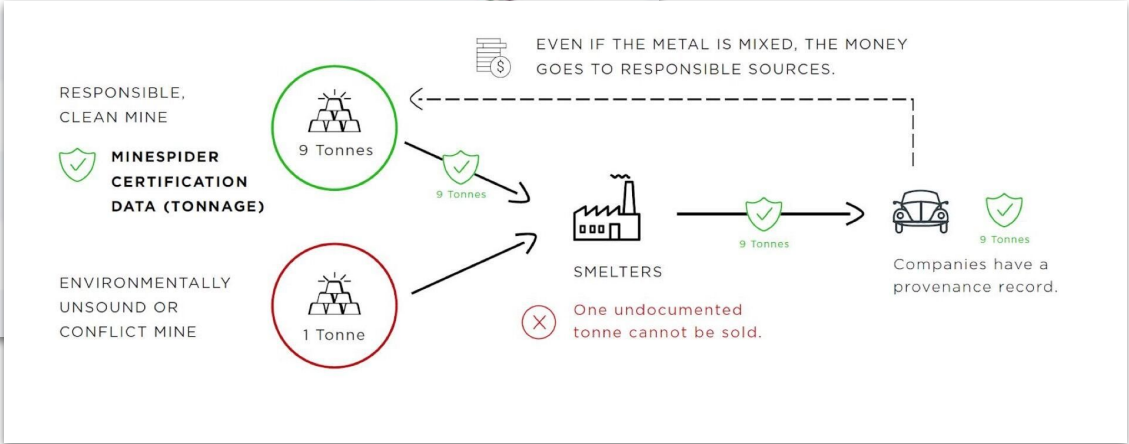 EVEN IF THE METAL IS MIXED, THE MONEY
GOES TO RESPONSIBLE SOURCES.
$
RESPONSIBLE,
CLEAN MINE
9 Tonnes
MINESPIDER
CERTIFICATION
DATA (TONNAGE)
9 Tonnes
9 Tonnes
9 Tonnes
SMELTERS
Companies have a
provenance record.
ENVIRONMENTALLY
UNSOUND OR
CONFLICT MINE
1 Tonne
One undocumented
tonne cannot be sold.